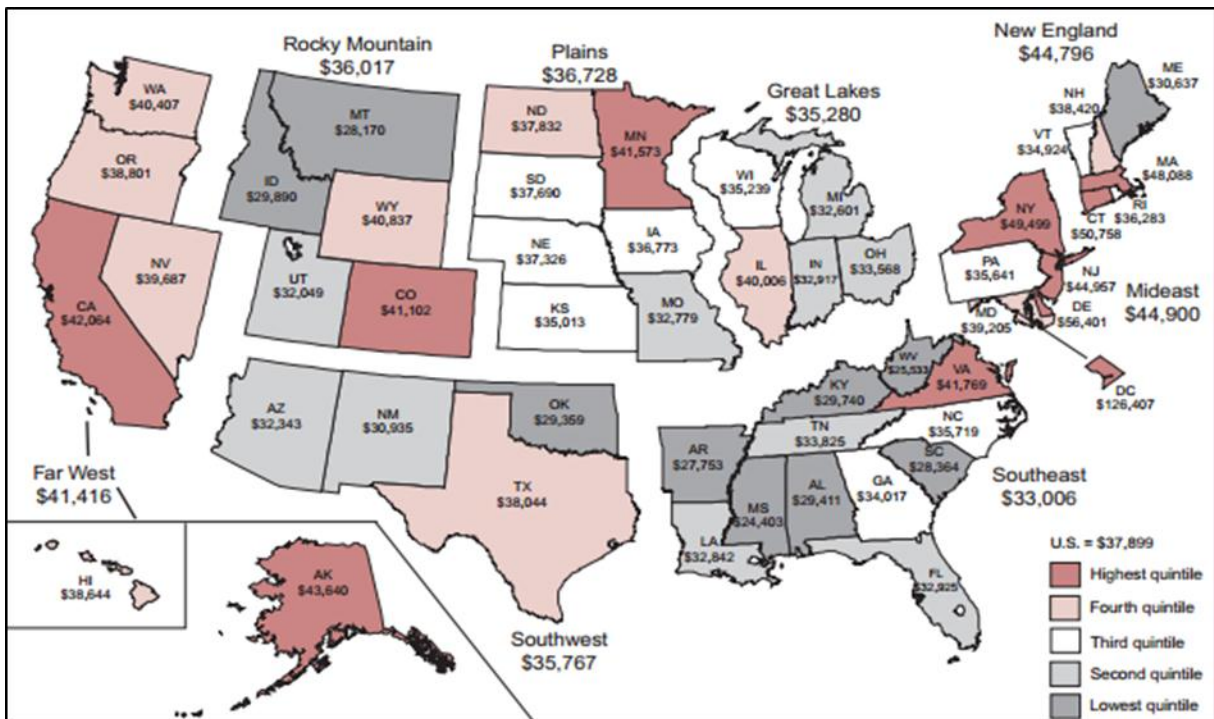 Rocky Mountain
$36,017
Plains
$36,728
New England
$44,796
Great Lakes
$35,280
WA
$40,407
OR
$38,801
CA
$42,064
NV
$39,687
MT
$28,170
ID
$29,890
WY
$40,837
UT
$32,049
CO
$41,102
ND
$37,832
MN
$41,573
SD
$37,690
NE
$37,326
IA
$36,773
KS
$35,013
MO
$32,779
WI
$35,239
MI
$32,601
IL
$40,006
IN
$32,917
OH
$33,568
ME
$30,637
NH
$38,420
VT
$34,924
MA
$48,088
RI
$36,283
CT
$50,758
NY
$49,499
PA
$35,641
NJ
$44,957
DE
$56,401
MD
$39,205
Mideast
$44,900
DC
$126,407
AZ
$32,343
NM
$30,935
OK
$29,359
TX
$38,044
Southwest
$35,767
WV
$25,533
VA
$41,769
KY
$29,740
TN
$33,825
NC
$35,719
AR
$27,753
SC
$28,364
MS
$24,403
AL
$29,411
GA
$34,017
LA
$32,842
FL
$32,925
Southeast
$33,006
Far West
$41,416
HI
$38,644
AK
$43,640
U.S. = $37,899
Highest quintile
Fourth quintile
Third quintile
Second quintile
Lowest quintile